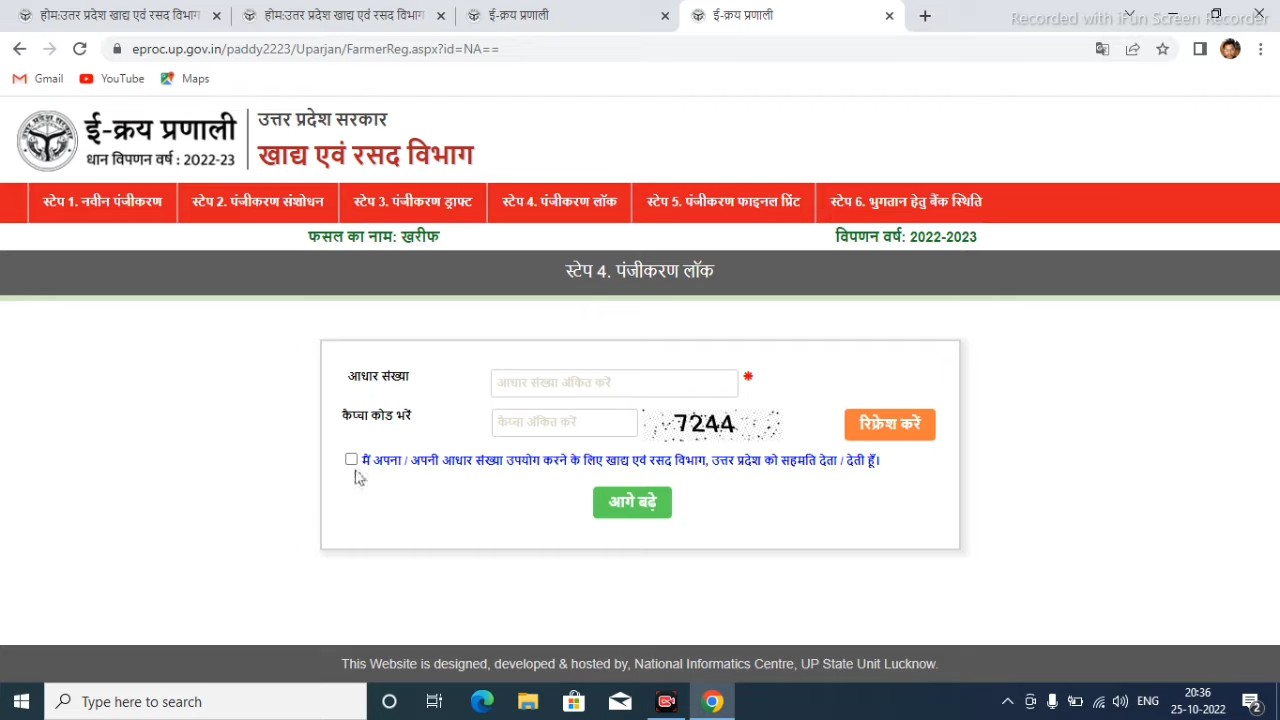 होम:उत्तर प्रदेश खाद्य एवं रसद विभाग
होम:उत्तर प्रदेश खाद्य एवं रसद विभाग
ई-क्रय प्रणाली
ई-क्रय प्रणाली
Recorded with iFun Screen Recorder
eproc.up.gov.in/paddy2223/Uparjan/FarmerReg.aspx?id=NA==
Gmail YouTube Maps
ई-क्रय प्रणाली
धान विपणन वर्ष : 2022-23
उत्तर प्रदेश सरकार
खाद्य एवं रसद विभाग
स्टेप 1. नवीन पंजीकरण स्टेप 2. पंजीकरण संशोधन स्टेप 3. पंजीकरण ड्राफ्ट स्टेप 4. पंजीकरण लॉक स्टेप 5. पंजीकरण फाइनल प्रिंट स्टेप 6. भुगतान हेतु बैंक स्थिति
फसल का नाम: खरीफ विपणन वर्ष: 2022-2023
स्टेप 4. पंजीकरण लॉक
आधार संख्या आधार संख्या अंकित करें *
कैप्चा कोड भरें कैप्चा अंकित करें 7244 रिफ्रेश करें
मैं अपना / अपनी आधार संख्या उपयोग करने के लिए खाद्य एवं रसद विभाग, उत्तर प्रदेश को सहमति देता / देती हूँ।
आगे बढ़े
This Website is designed, developed & hosted by, National Informatics Centre, UP State Unit Lucknow.
Type here to search
ENG
20:36
25-10-2022
2